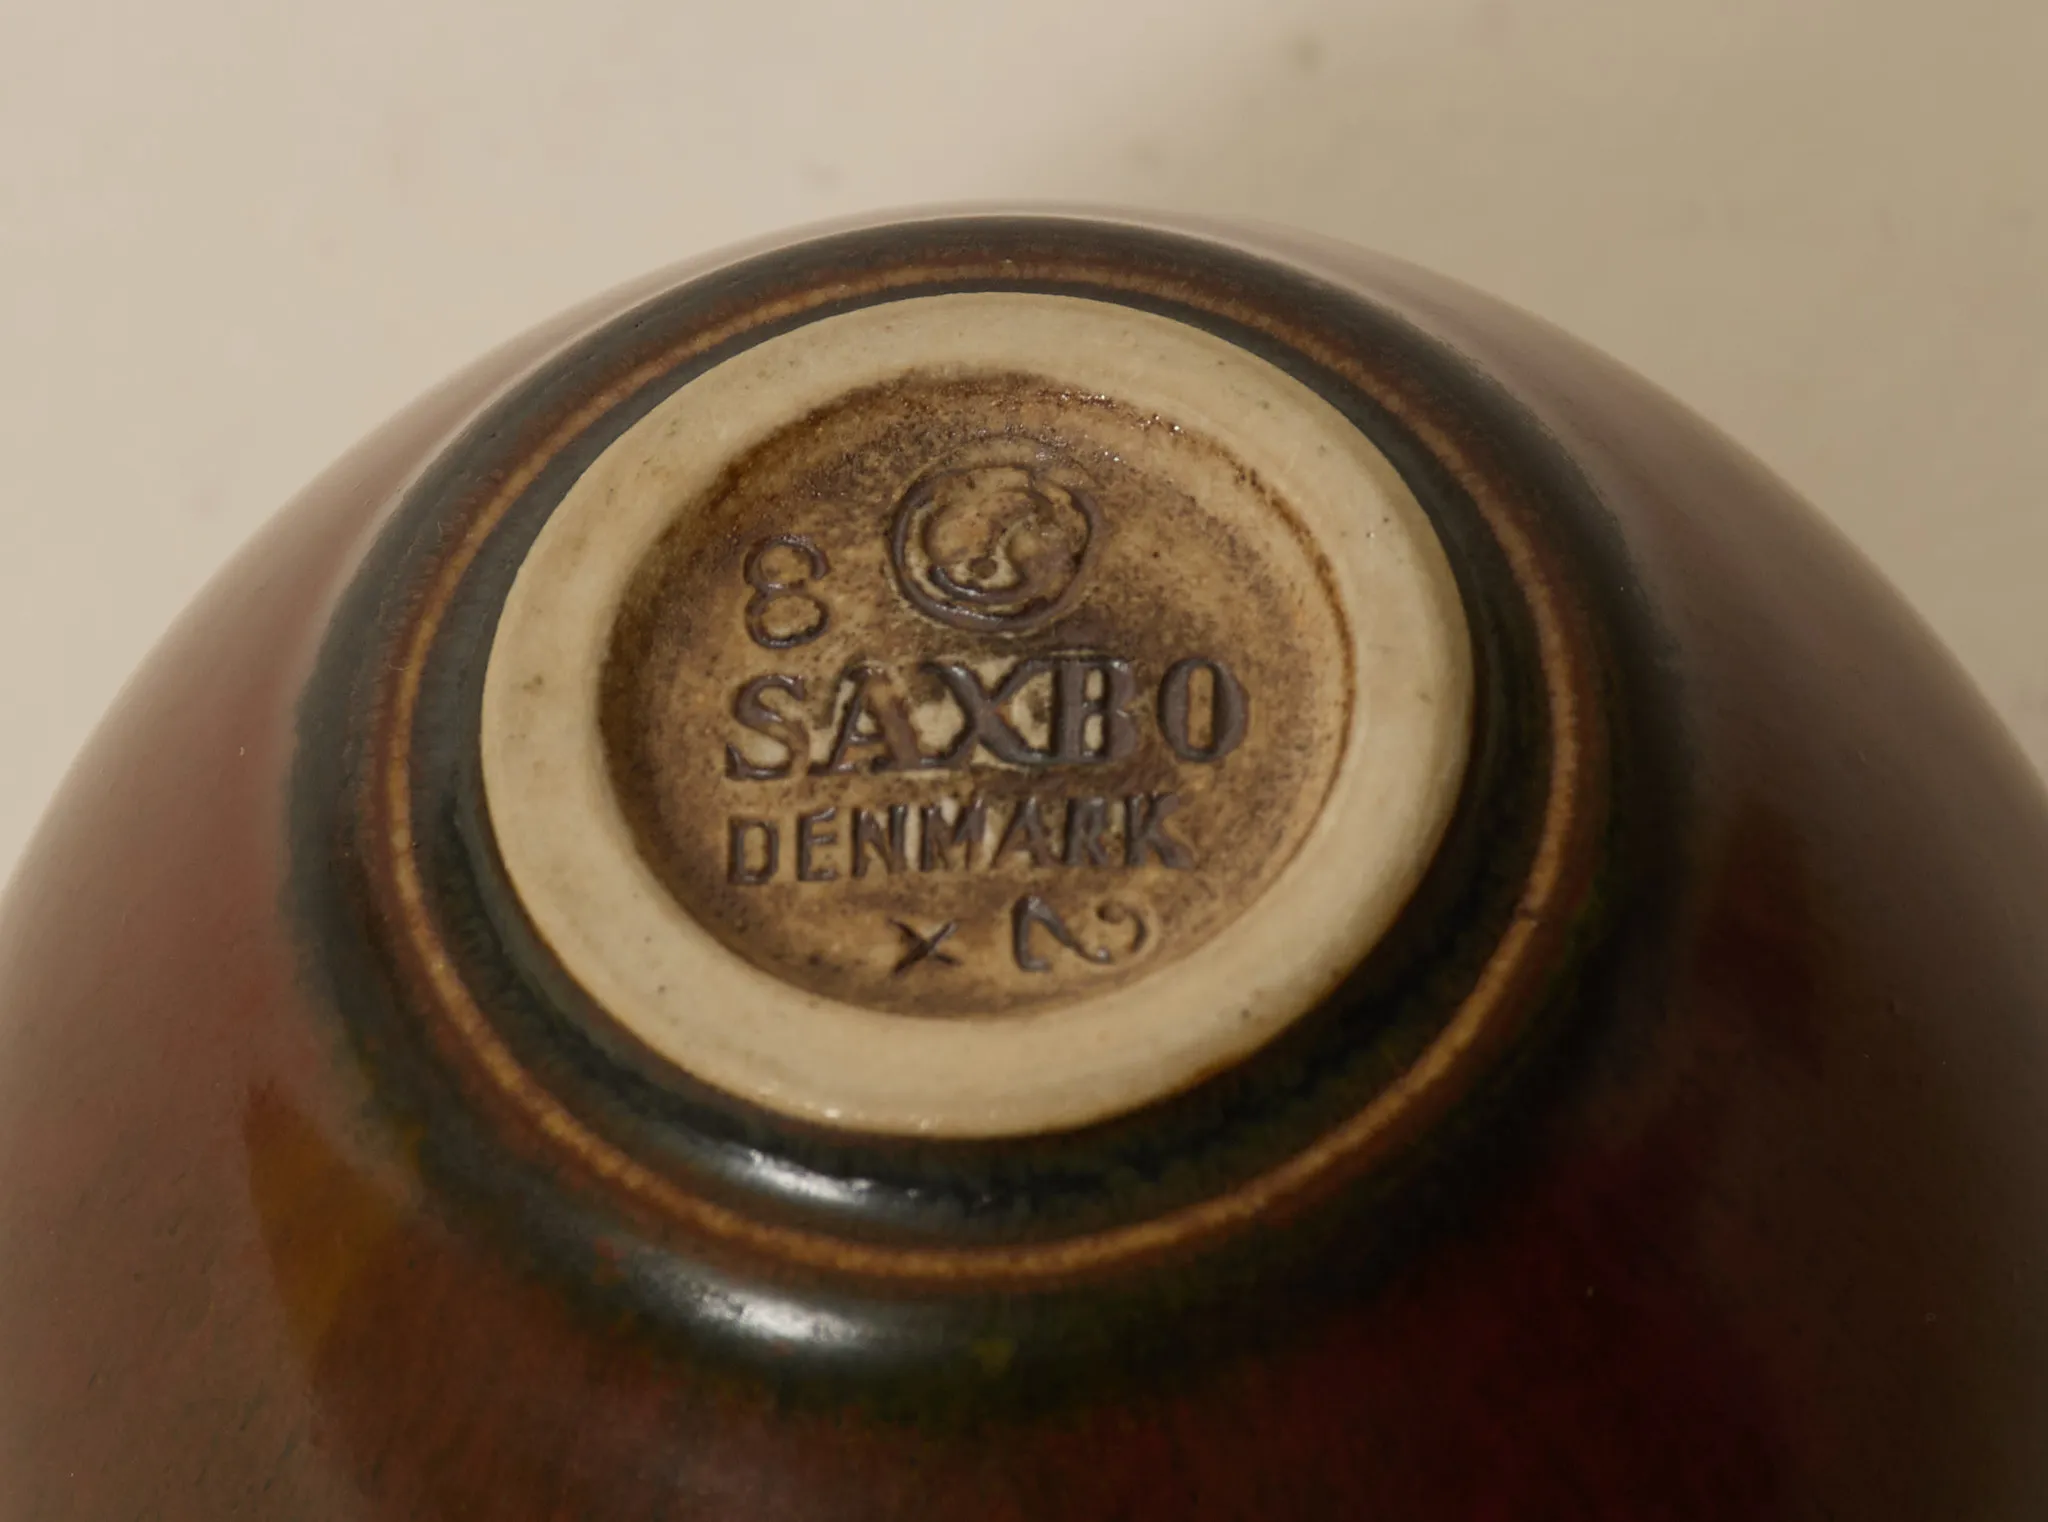 8
SAXBO
DENMARK
× 2